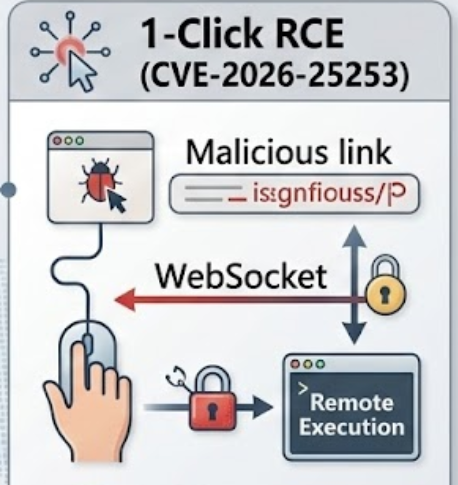 1-Click RCE
(CVE-2026-25253)
Malicious link
WebSocket
>
Remote
Execution